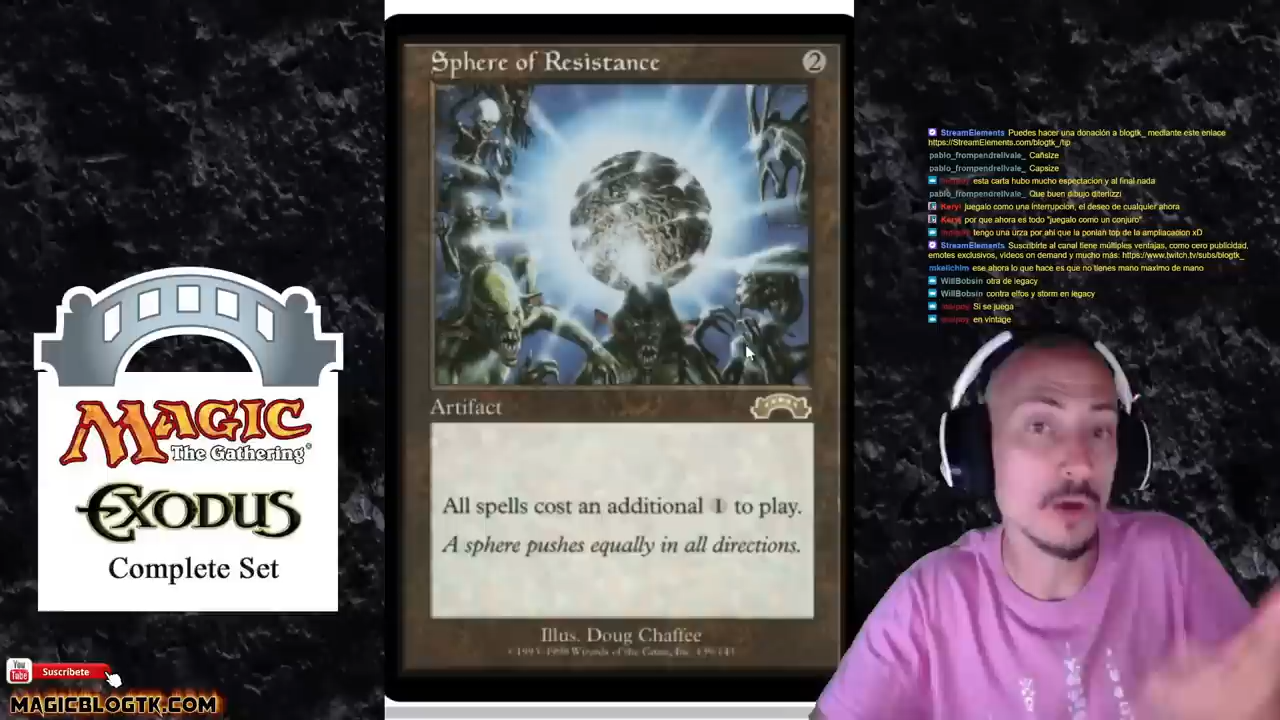 Sphere of Resistance
2
Artifact
All spells cost an additional 1 to play.
A sphere pushes equally in all directions.
Illus. Doug Chaffee
MAGIC
The Gathering®
EXODUS
Complete Set
You
Tube
Suscríbete
MAGICBLOGTK.COM
StreamElements Puedes hacer una donación a blogtk_ mediante este enlace
https://StreamElements.com/blogtk_/tip
pablo_frompendrellvale_ Cañsize
pablo_frompendrellvale_ Capsize
esta carta hubo mucho espectacion y al final nada
pablo_frompendrellvale_ Que buen dibujo diterlizzi
Keryi juegalo como una interrupcion, el deseo de cualquier ahora
Keryi por que ahora es todo "juegalo como un conjuro"
tengo una urza por ahi que la ponian top de la ampliacacion xD
StreamElements Suscribirte al canal tiene múltiples ventajas, como cero publicidad,
emotes exclusivos, videos on demand y mucho más: https://www.twitch.tv/subs/blogtk_
ese ahora lo que hace es que no tienes mano maximo de mano
WillBobsin otra de legacy
WillBobsin contra elfos y storm en legacy
Si se juega
en vintage